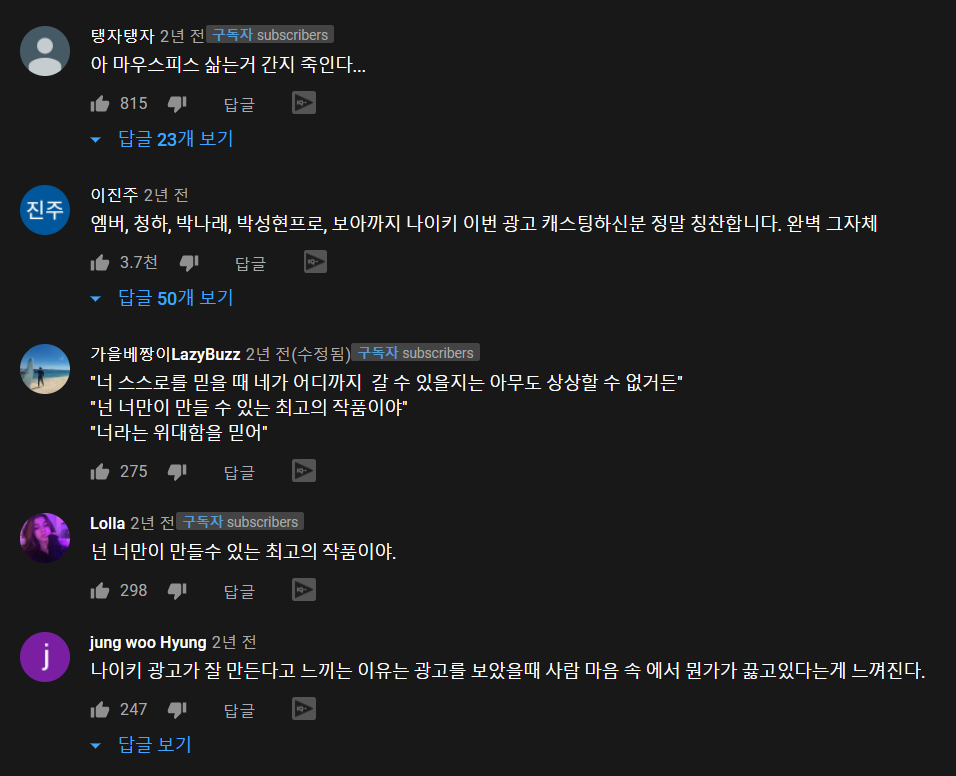 탱자탱자 2년 전 구독자 subscribers
아 마우스피스 삶는거 간지 죽인다...
815 답글
답글 23개 보기
진주
이진주 2년 전
엠버, 청하, 박나래, 박성현프로, 보아까지 나이키 이번 광고 캐스팅하신분 정말 칭찬합니다. 완벽 그자체
3.7천 답글
답글 50개 보기
가을베짱이LazyBuzz 2년 전(수정됨) 구독자 subscribers
"너 스스로를 믿을 때 네가 어디까지  갈 수 있을지는 아무도 상상할 수 없거든"
"넌 너만이 만들 수 있는 최고의 작품이야"
"너라는 위대함을 믿어"
275 답글
Lolla 2년 전 구독자 subscribers
넌 너만이 만들수 있는 최고의 작품이야.
298 답글
j
jung woo Hyung 2년 전
나이키 광고가 잘 만든다고 느끼는 이유는 광고를 보았을때 사람 마음 속 에서 뭔가가 끓고있다는게 느껴진다.
247 답글
답글 보기